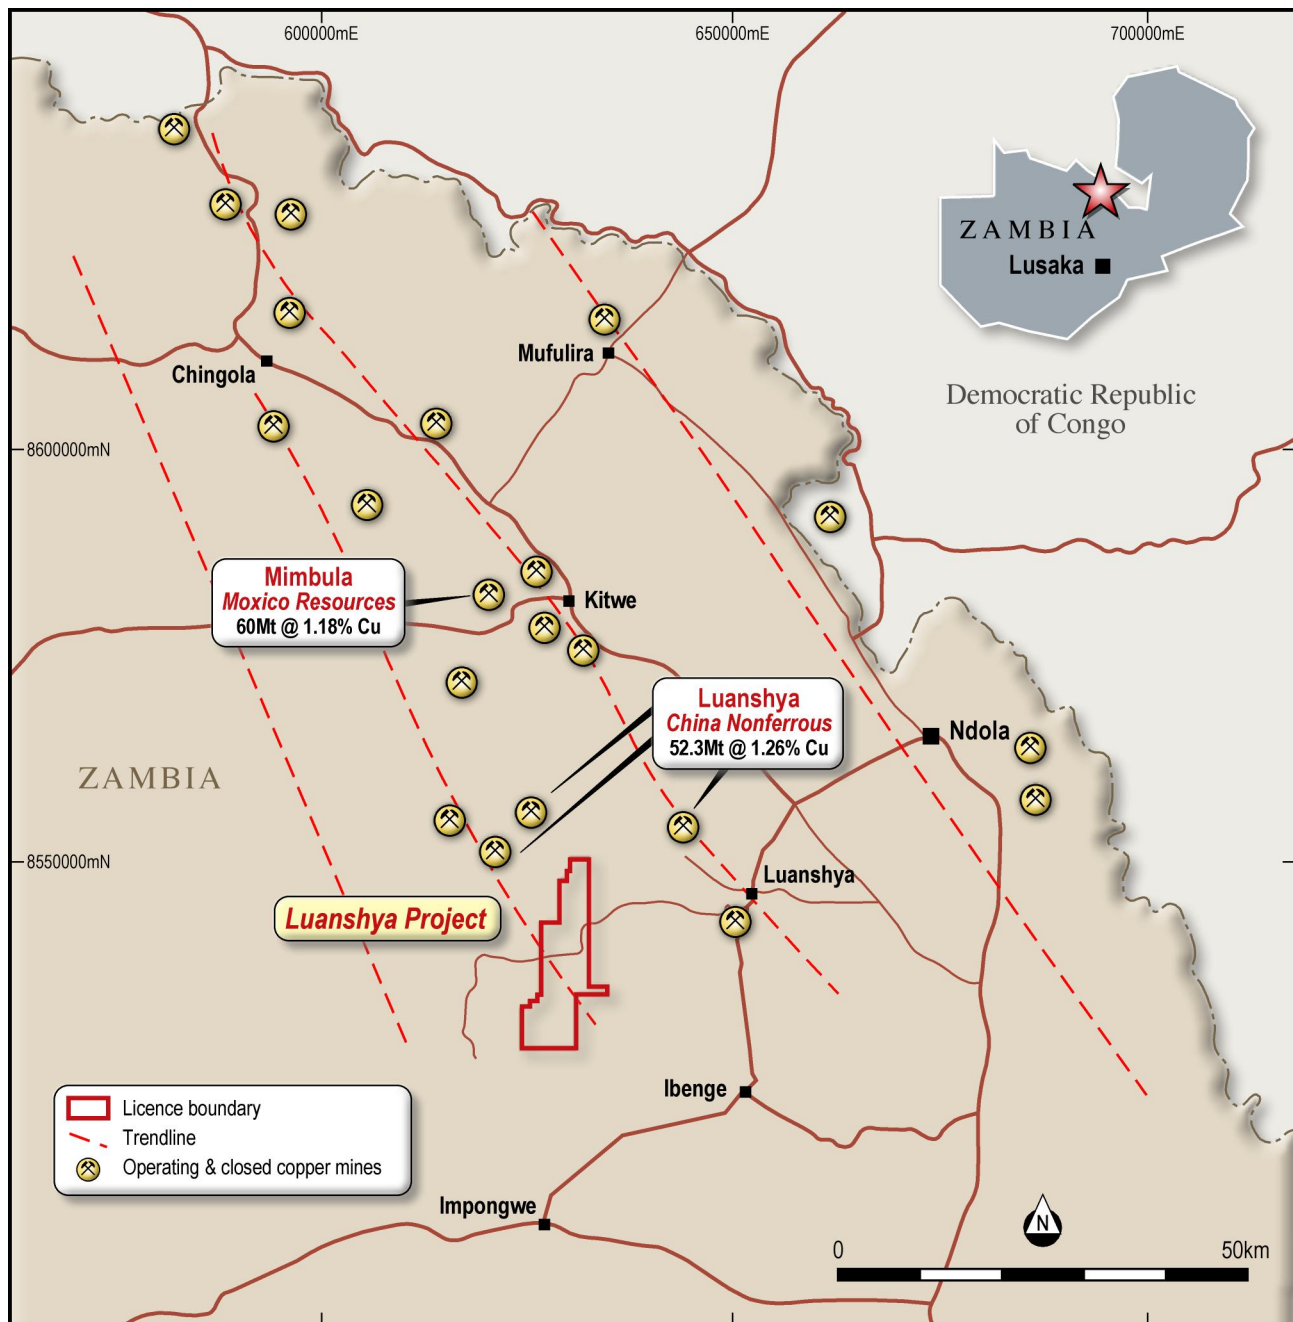 600000mE
650000mE
700000mE
ZAMBIA
Lusaka
Mufulira
Chingola
Democratic Republic
of Congo
8600000mN
Mimbula
Moxico Resources
60Mt @ 1.18% Cu
Kitwe
Luanshya
China Nonferrous
52.3Mt @ 1.26% Cu
Ndola
ZAMBIA
8550000mN
Luanshya
Luanshya Project
Ibenge
Licence boundary
Trendline
Operating & closed copper mines
Impongwe
N
0
50km